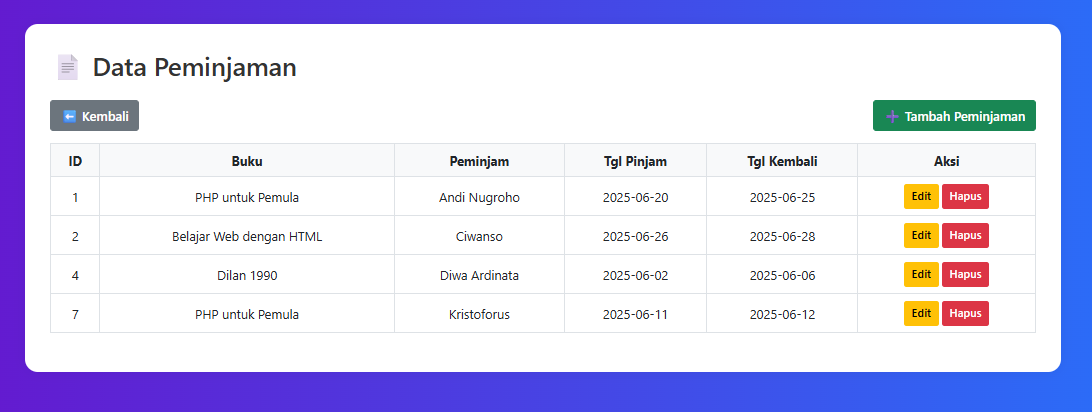 Data Peminjaman
Kembali
Tambah Peminjaman
ID Buku Peminjam Tgl Pinjam Tgl Kembali Aksi
1 PHP untuk Pemula Andi Nugroho 2025-06-20 2025-06-25 Edit Hapus
2 Belajar Web dengan HTML Ciwanso 2025-06-26 2025-06-28 Edit Hapus
4 Dilan 1990 Diwa Ardinata 2025-06-02 2025-06-06 Edit Hapus
7 PHP untuk Pemula Kristoforus 2025-06-11 2025-06-12 Edit Hapus